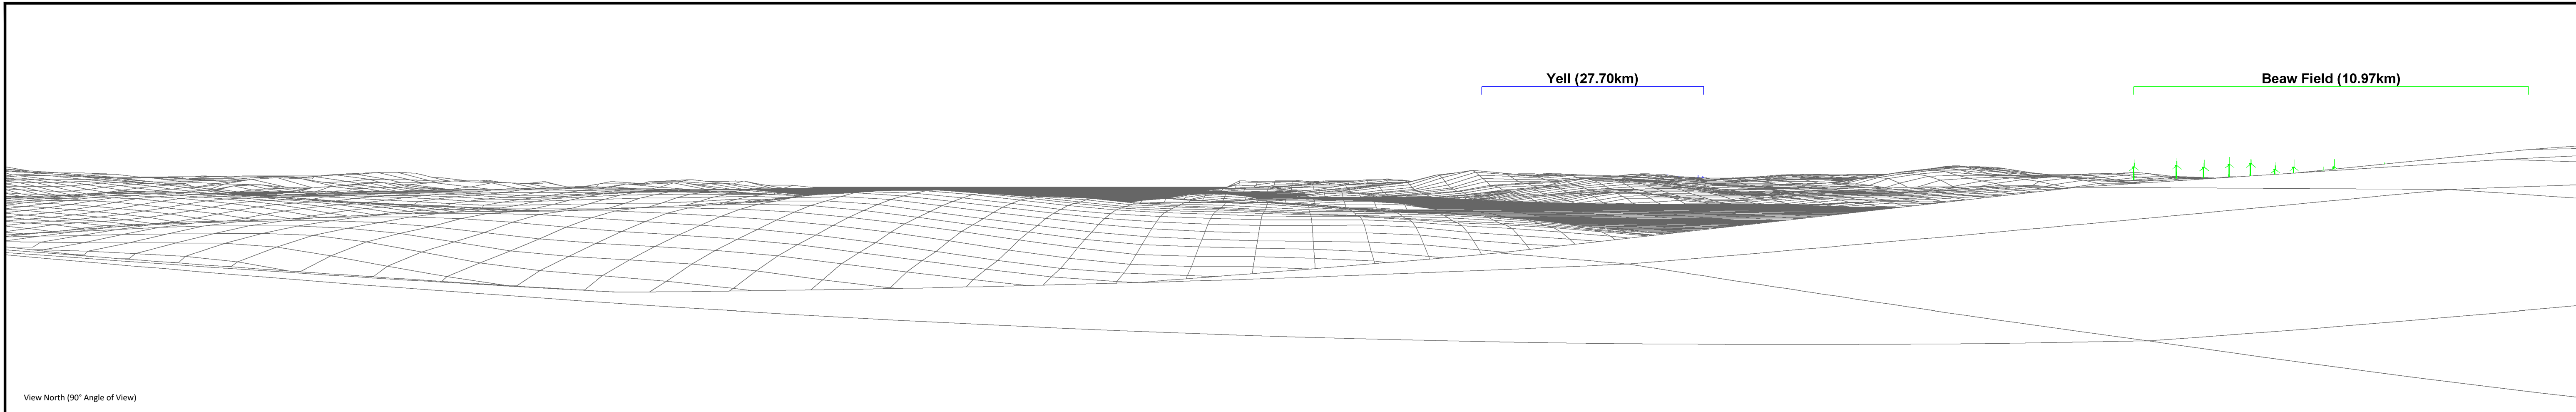 Yell (27.70km)
Beaw Field (10.97km)
View North (90° Angle of View)